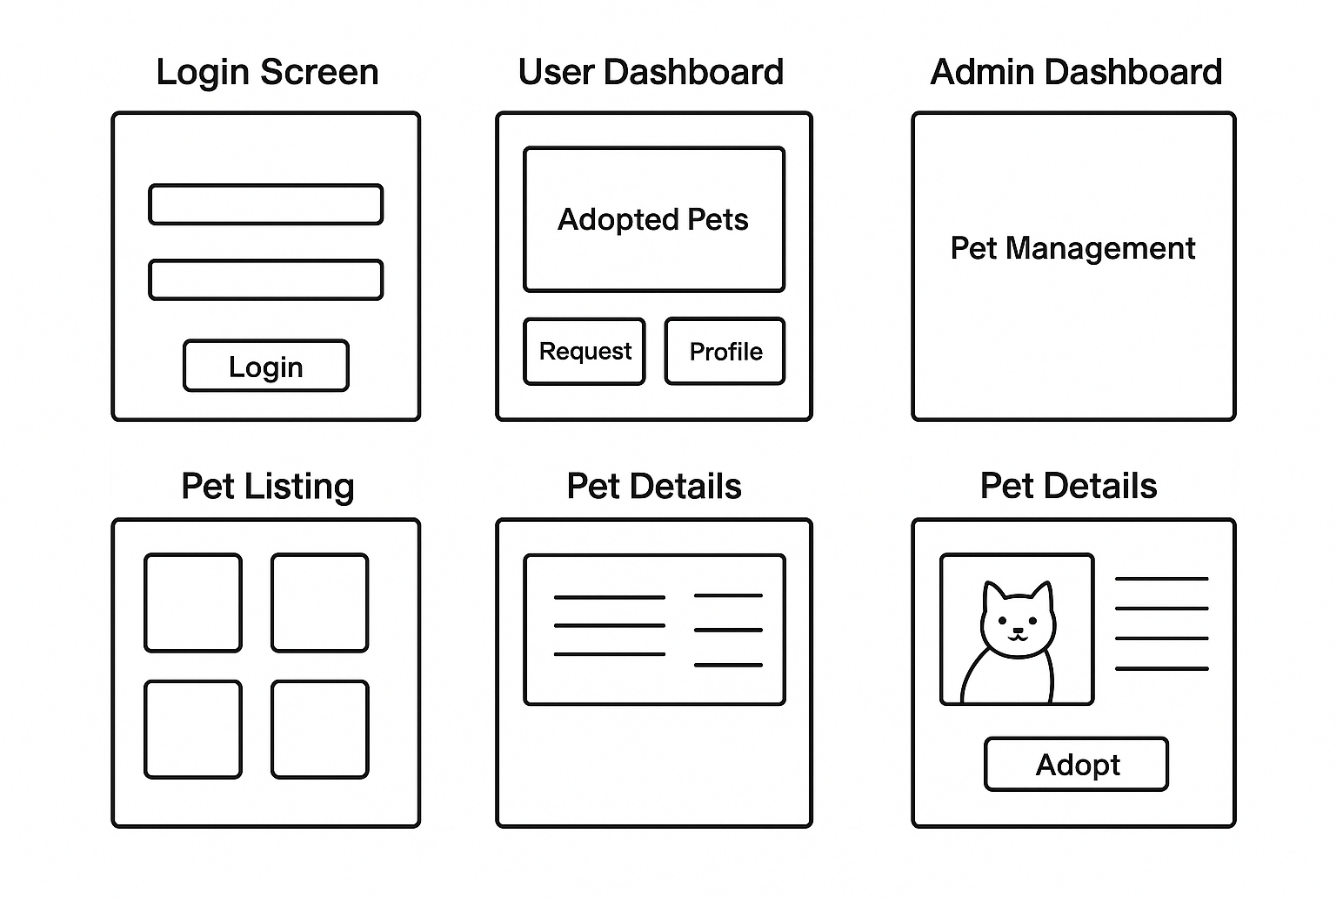 Login Screen
User Dashboard
Admin Dashboard
Login
Adopted Pets
Request
Profile
Pet Management
Pet Listing
Pet Details
Pet Details
Adopt